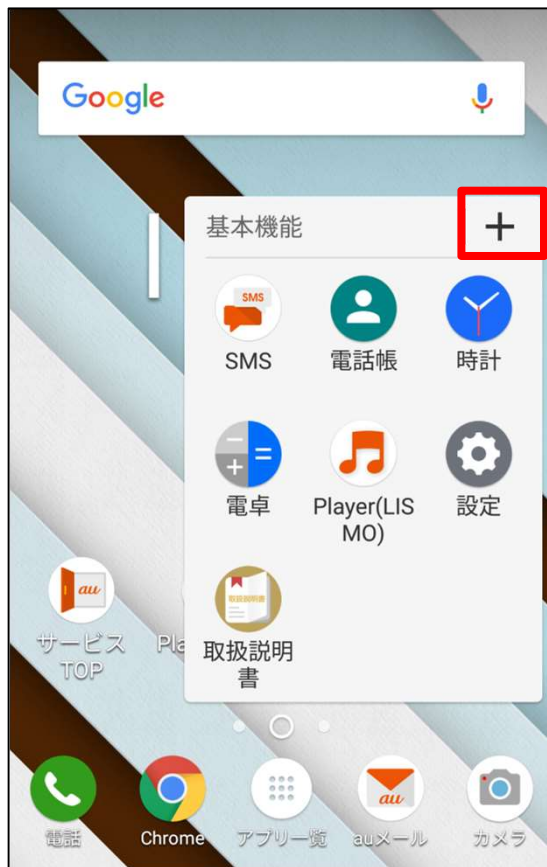 Google
基本機能
SMS
SMS
電話帳
時計
電卓
Player(LIS
MO)
設定
取扱説明書
取扱説明
書
au
サービス
TOP
Pla
電話
Chrome
アプリ一覧
au
auメール
カメラ